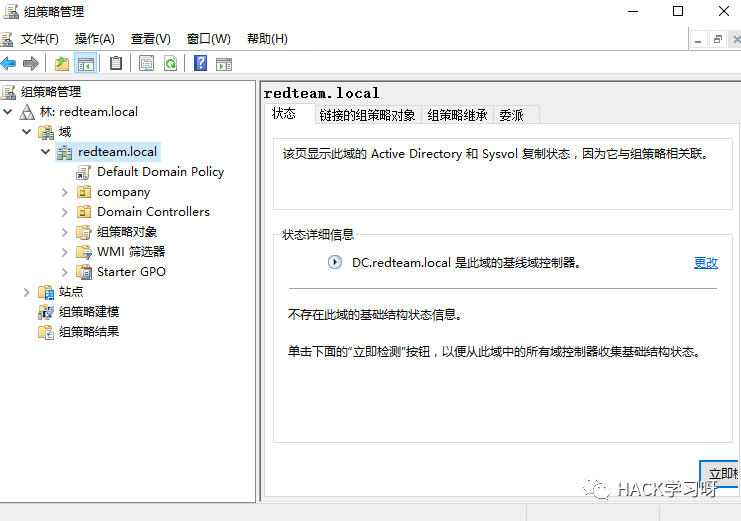 组策略管理
文件(F) 操作(A) 查看(V) 窗口(W) 帮助(H)
组策略管理
林: redteam.local
域
redteam.local
Default Domain Policy
company
Domain Controllers
组策略对象
WMI 筛选器
Starter GPO
站点
组策略建模
组策略结果
redteam.local
状态 链接的组策略对象 组策略继承 委派
该页显示此域的 Active Directory 和 Sysvol 复制状态，因为它与组策略相关联。
状态详细信息
DC.redteam.local 是此域的基线域控制器。 更改
不存在此域的基础结构状态信息。
单击下面的“立即检测”按钮，以便从此域中的所有域控制器收集基础结构状态。
立即
HACK学习呀